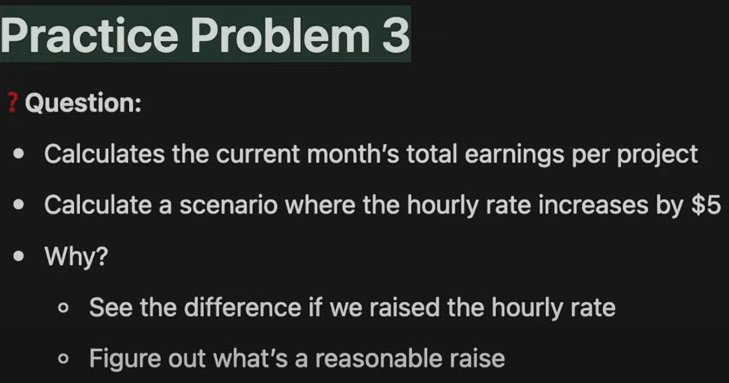 Practice Problem 3
❓Question:
• Calculates the current month's total earnings per project
• Calculate a scenario where the hourly rate increases by $5
• Why?
◦ See the difference if we raised the hourly rate
◦ Figure out what's a reasonable raise